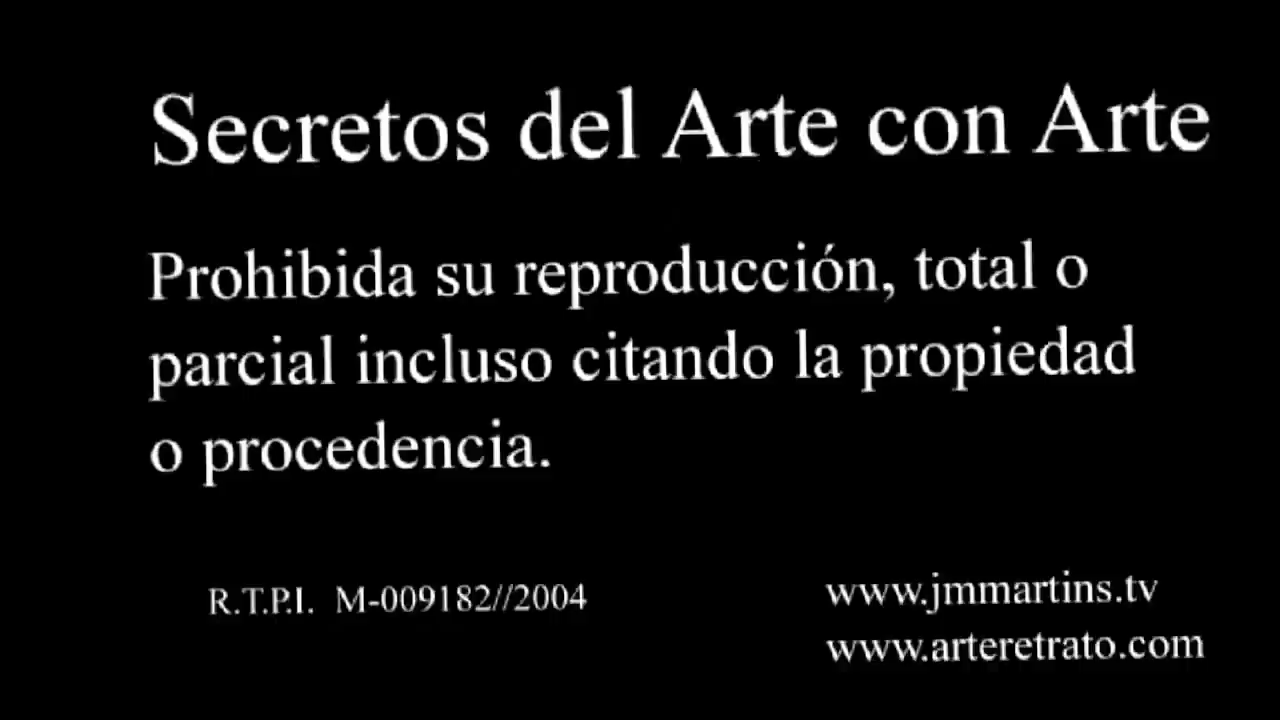 Secretos del Arte con Arte
Prohibida su reproducción, total o
parcial incluso citando la propiedad
o procedencia.
R.T.P.I. M-009182//2004
www.jmmartins.tv
www.arteretrato.com